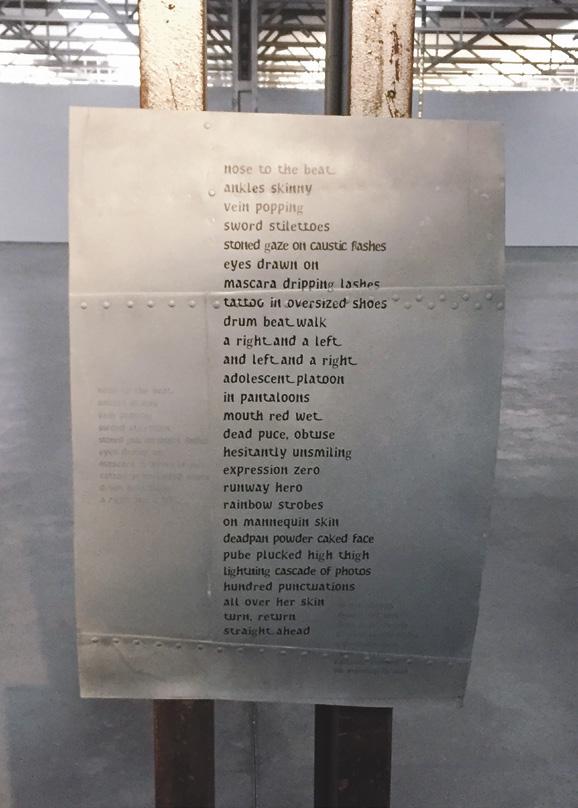 nose to the beat
ankles skinny
vein popping
sword stilettoes
stoned gaze on caustic flashes
eyes drawn on
mascara dripping lashes
tattoo in oversized shoes
drum beat walk
a right and a left
and left and a right
adolescent platoon
in pantaloons
mouth red wet
dead puce, obtuse
hesitantly unsmiling
expression zero
runway hero
rainbow strobes
on mannequin skin
deadpan powder caked face
pube plucked high thigh
lightning cascade of photos
hundred punctuations
all over her skin
turn, return
straight ahead